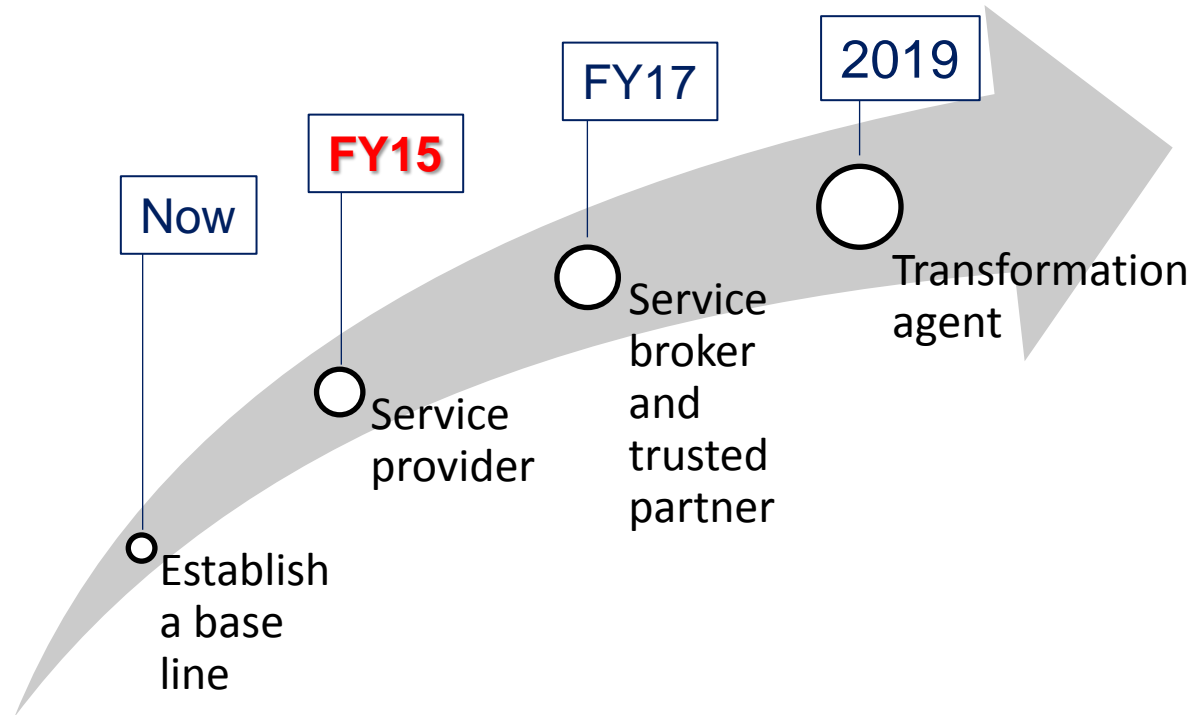 Now
Establish
a base
line
FY15
Service
provider
FY17
Service
broker
and
trusted
partner
2019
Transformation
agent